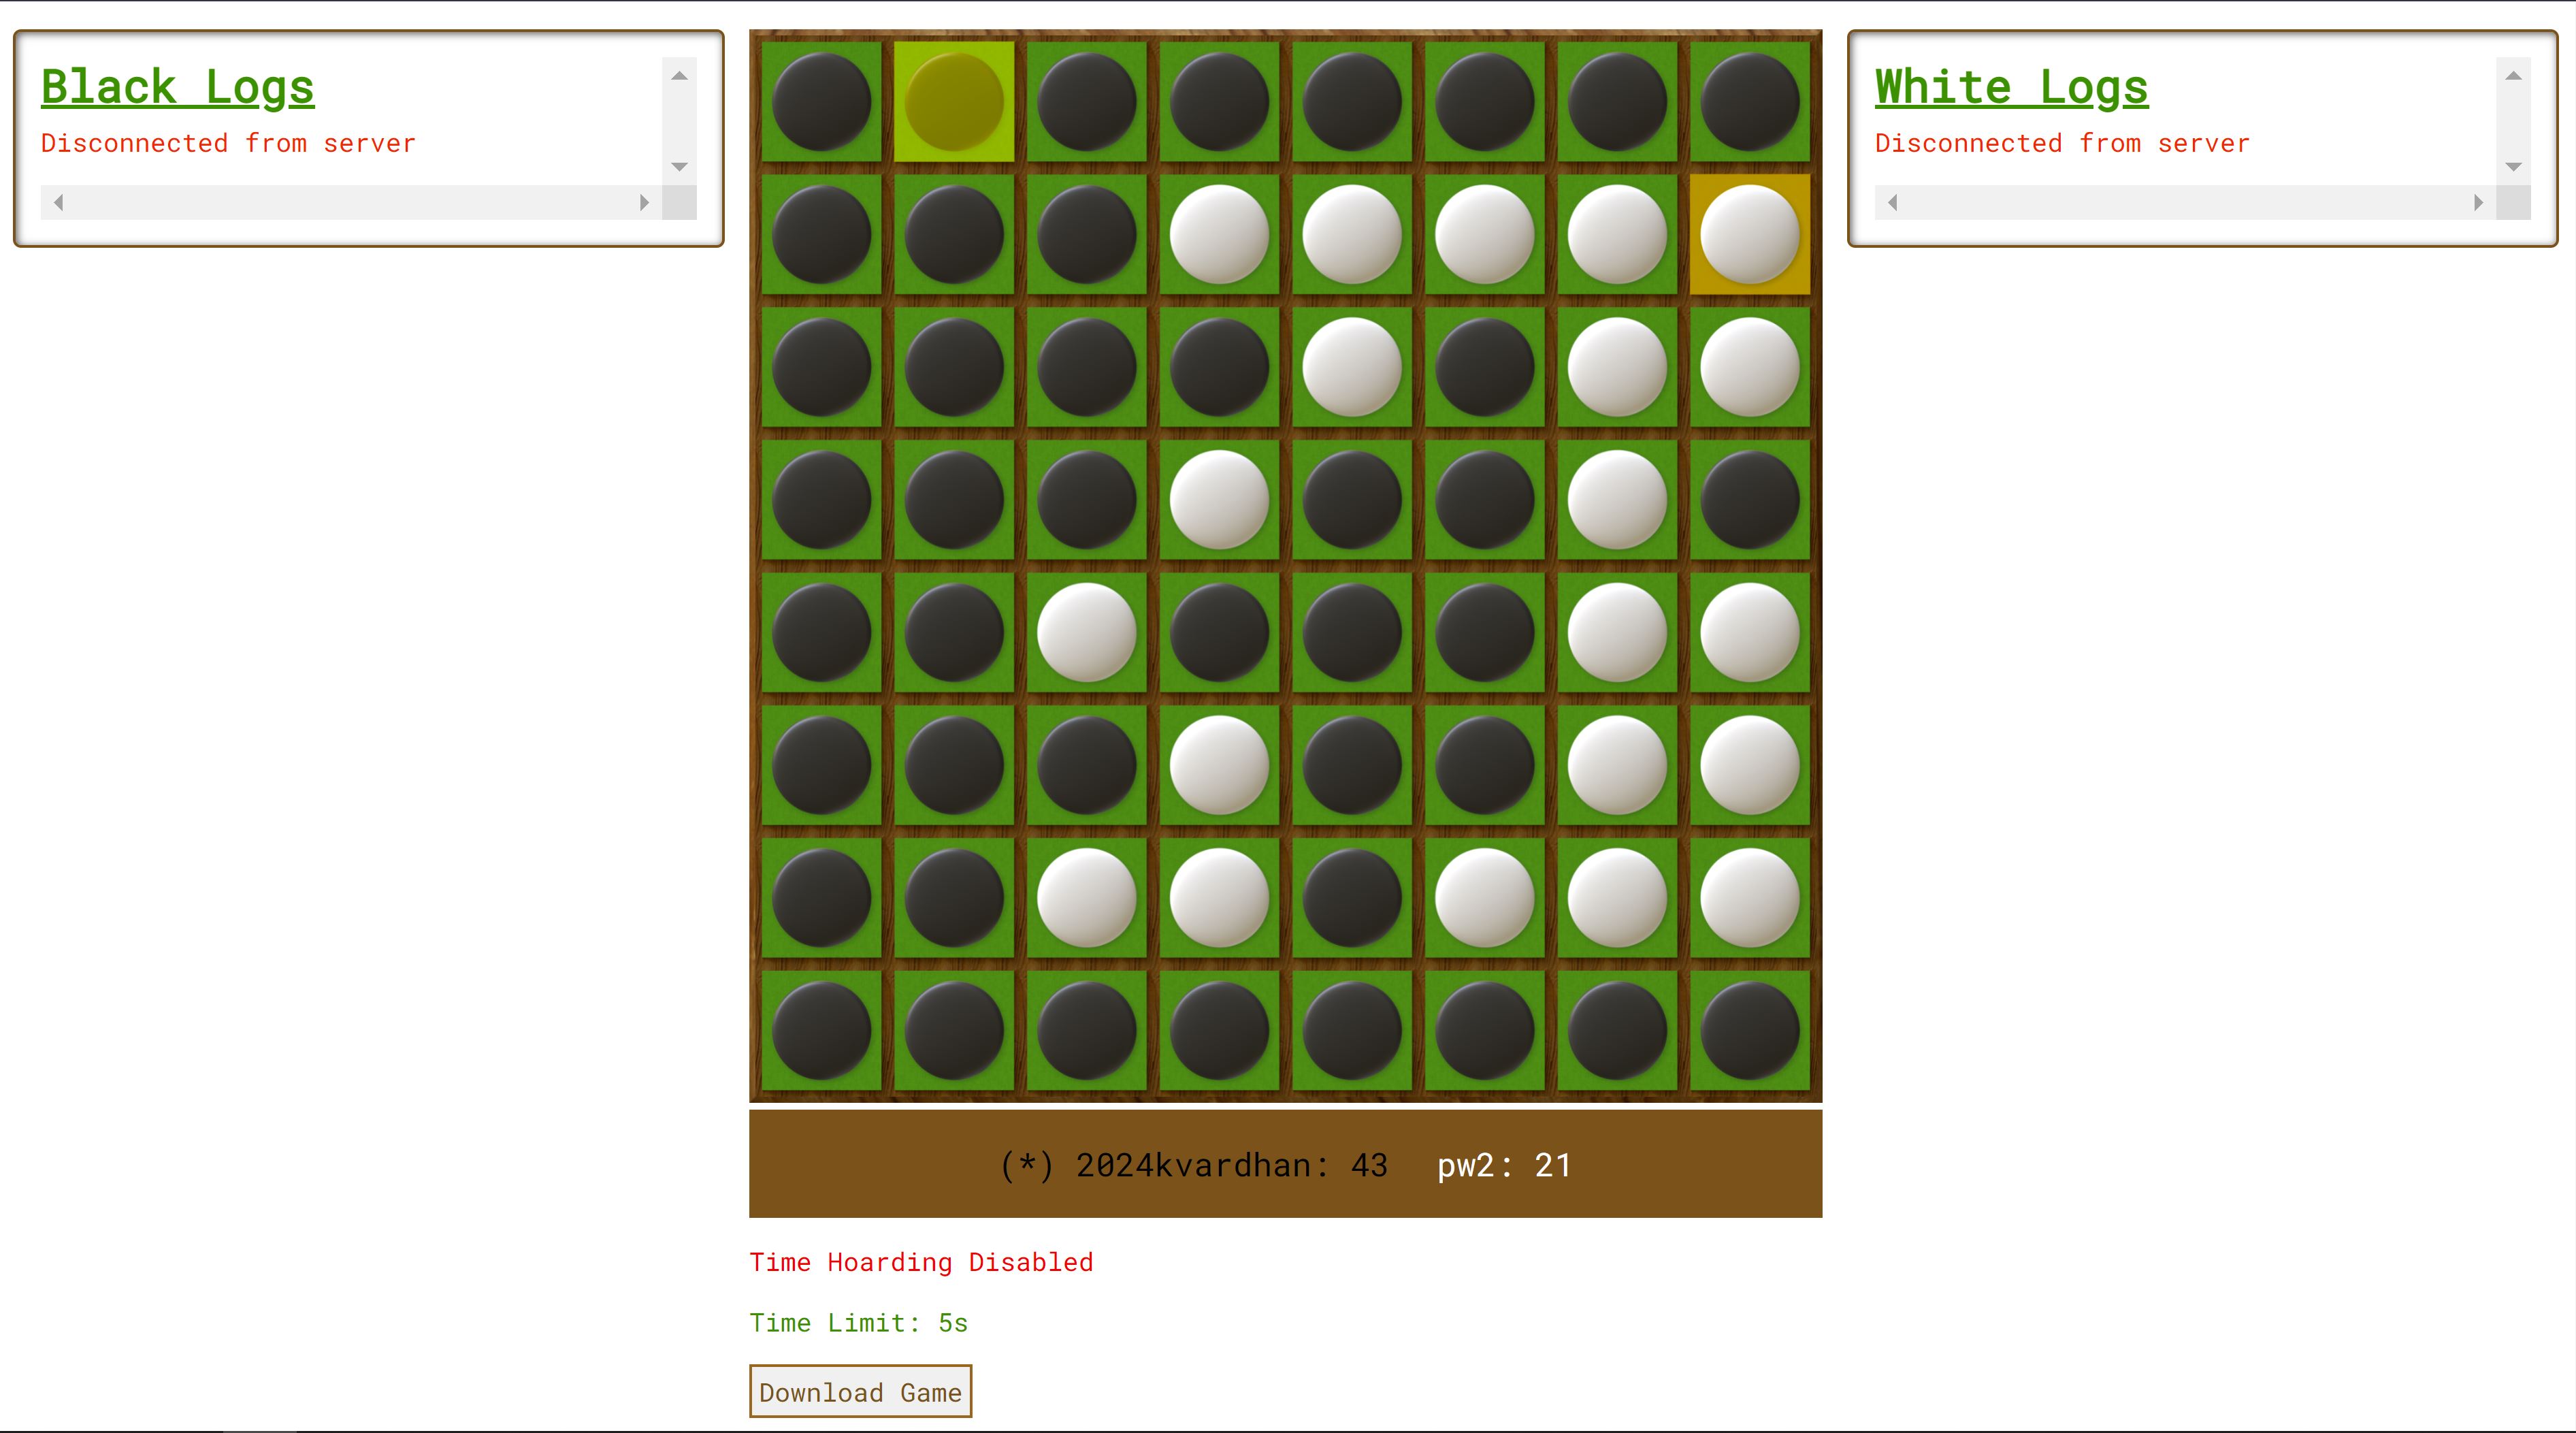 Black Logs
Disconnected from server
White Logs
Disconnected from server
(*) 2024kvardhan: 43 pw2: 21
Time Hoarding Disabled
Time Limit: 5s
Download Game